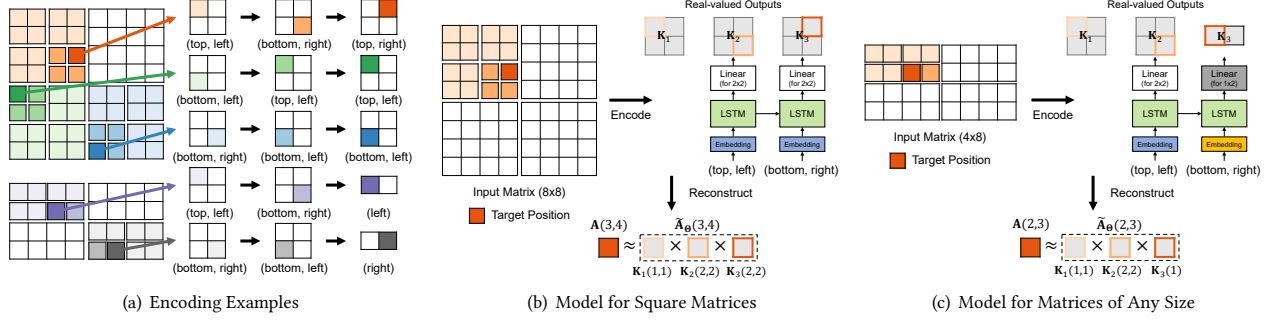 (top, left)
(bottom, right)
(top, right)
(bottom, left)
(top, left)
(top, left)
(bottom, right)
(top, left)
(bottom, left)
(top, left)
(bottom, right)
(left)
(bottom, right)
(bottom, left)
(right)
(a) Encoding Examples
Real-valued Outputs
K1
K2
K3
Linear
(for 2x2)
Linear
(for 2x2)
LSTM
LSTM
Embedding
Embedding
(top, left)
(bottom, right)
Encode
Input Matrix (8x8)
Target Position
Reconstruct
A(3,4)
Ã𝚯(3,4)
≈
×
×
K1(1,1)
K2(2,2)
K3(2,2)
(b) Model for Square Matrices
Real-valued Outputs
K1
K2
K3
Linear
(for 2x2)
Linear
(for 1x2)
LSTM
LSTM
Embedding
Embedding
(top, left)
(bottom, right)
Encode
Input Matrix (4x8)
Target Position
Reconstruct
A(2,3)
Ã𝚯(2,3)
≈
×
×
K1(1,1)
K2(2,2)
K3(1)
(c) Model for Matrices of Any Size